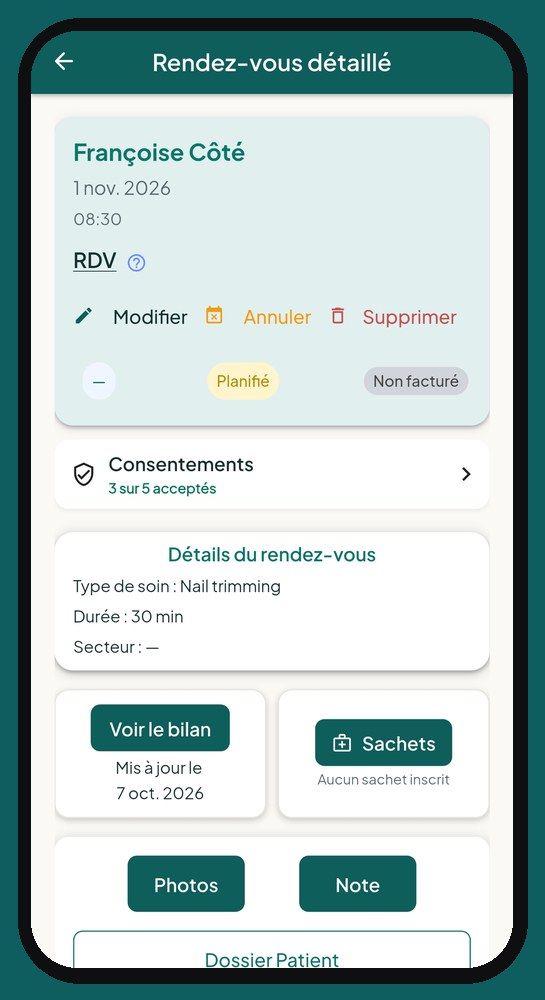 Rendez-vous détaillé
Françoise Côté
1 nov. 2026
08:30
RDV
Modifier Annuler Supprimer
— Planifié Non facturé
Consentements
3 sur 5 acceptés
Détails du rendez-vous
Type de soin : Nail trimming
Durée : 30 min
Secteur : —
Voir le bilan
Mis à jour le
7 oct. 2026
Sachets
Aucun sachet inscrit
Photos Note
Dossier Patient